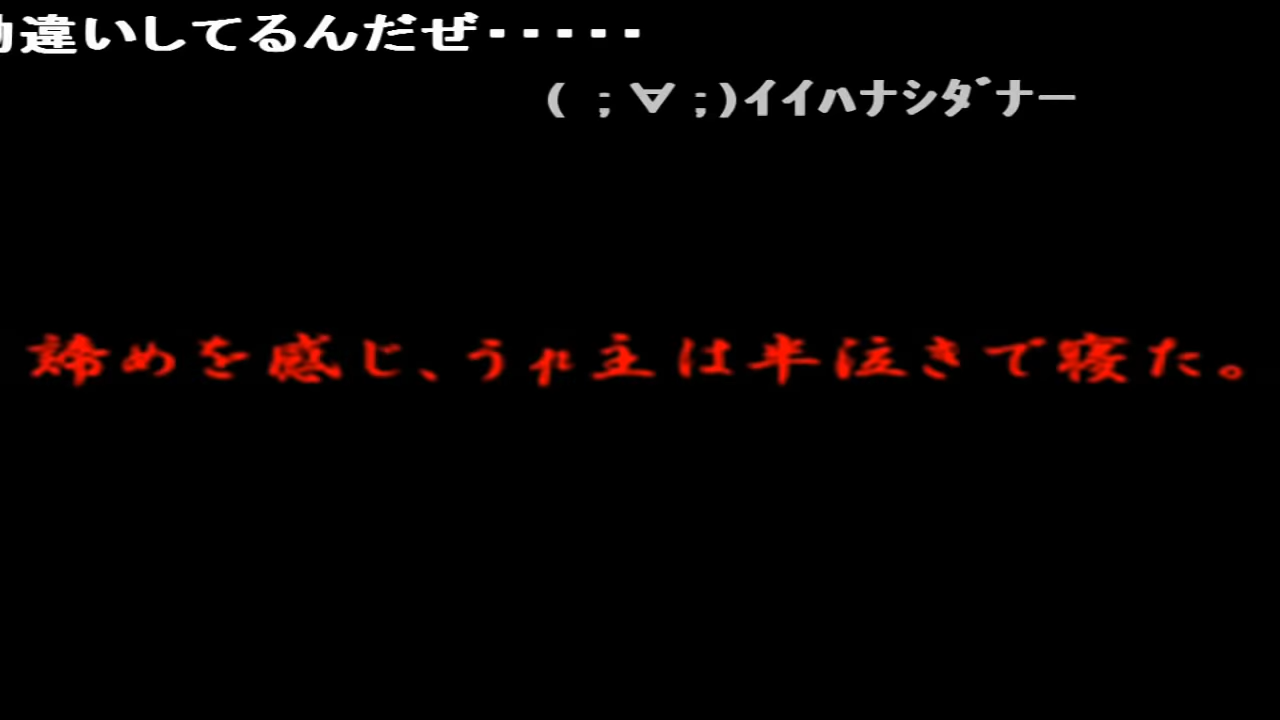 違いしてるんだぜ・・・・・
( ；∀；)ｲｲﾊﾅｼﾀﾞﾅｰ
諦めを感じ、うｐ主は半泣きで寝た。